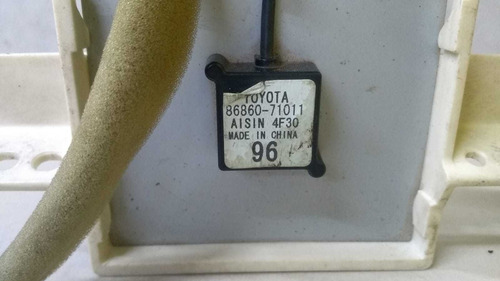 TOYOTA
86860-71011
AISIN 4F30
MADE IN CHINA
96